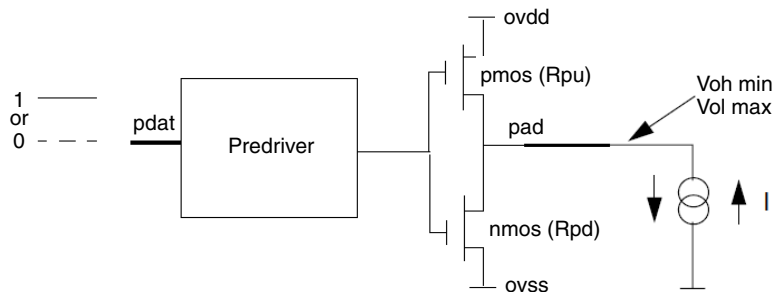 ovdd
pmos (Rpu)
Voh min
Vol max
1
or
0
pdat
Predriver
pad
nmos (Rpd)
I
ovss